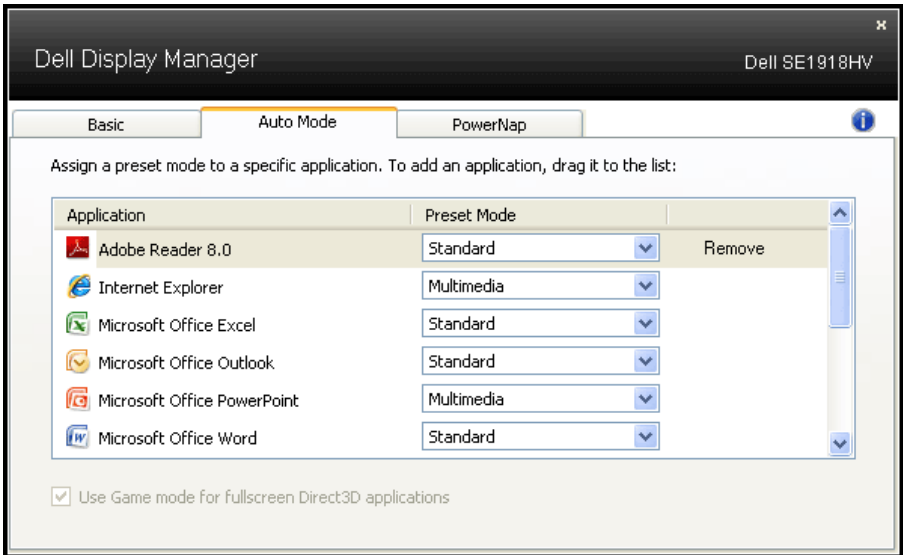 x
Dell Display Manager
Dell SE1918HV
Basic Auto Mode PowerNap
Assign a preset mode to a specific application. To add an application, drag it to the list:
Application Preset Mode
Adobe Reader 8.0 Standard Remove
Internet Explorer Multimedia
Microsoft Office Excel Standard
Microsoft Office Outlook Standard
Microsoft Office PowerPoint Multimedia
Microsoft Office Word Standard
Use Game mode for fullscreen Direct3D applications